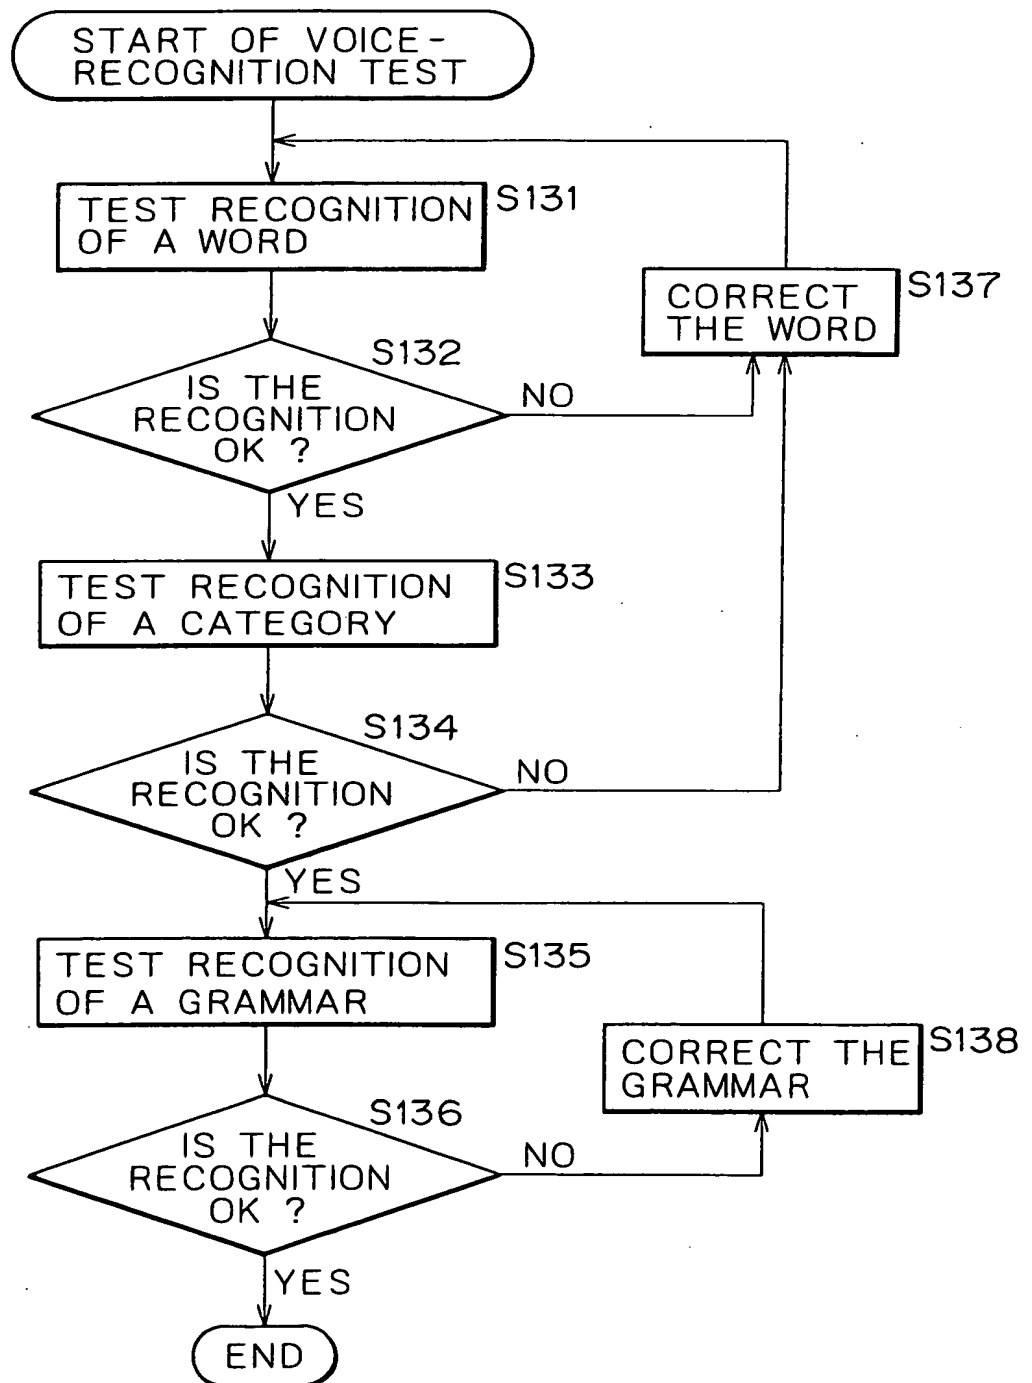 START OF VOICE-
RECOGNITION TEST
TEST RECOGNITION
OF A WORD
S131
CORRECT
THE WORD
S137
S132
IS THE
RECOGNITION
OK ?
NO
YES
TEST RECOGNITION
OF A CATEGORY
S133
S134
IS THE
RECOGNITION
OK ?
NO
YES
TEST RECOGNITION
OF A GRAMMAR
S135
CORRECT THE
GRAMMAR
S138
S136
IS THE
RECOGNITION
OK ?
NO
YES
END